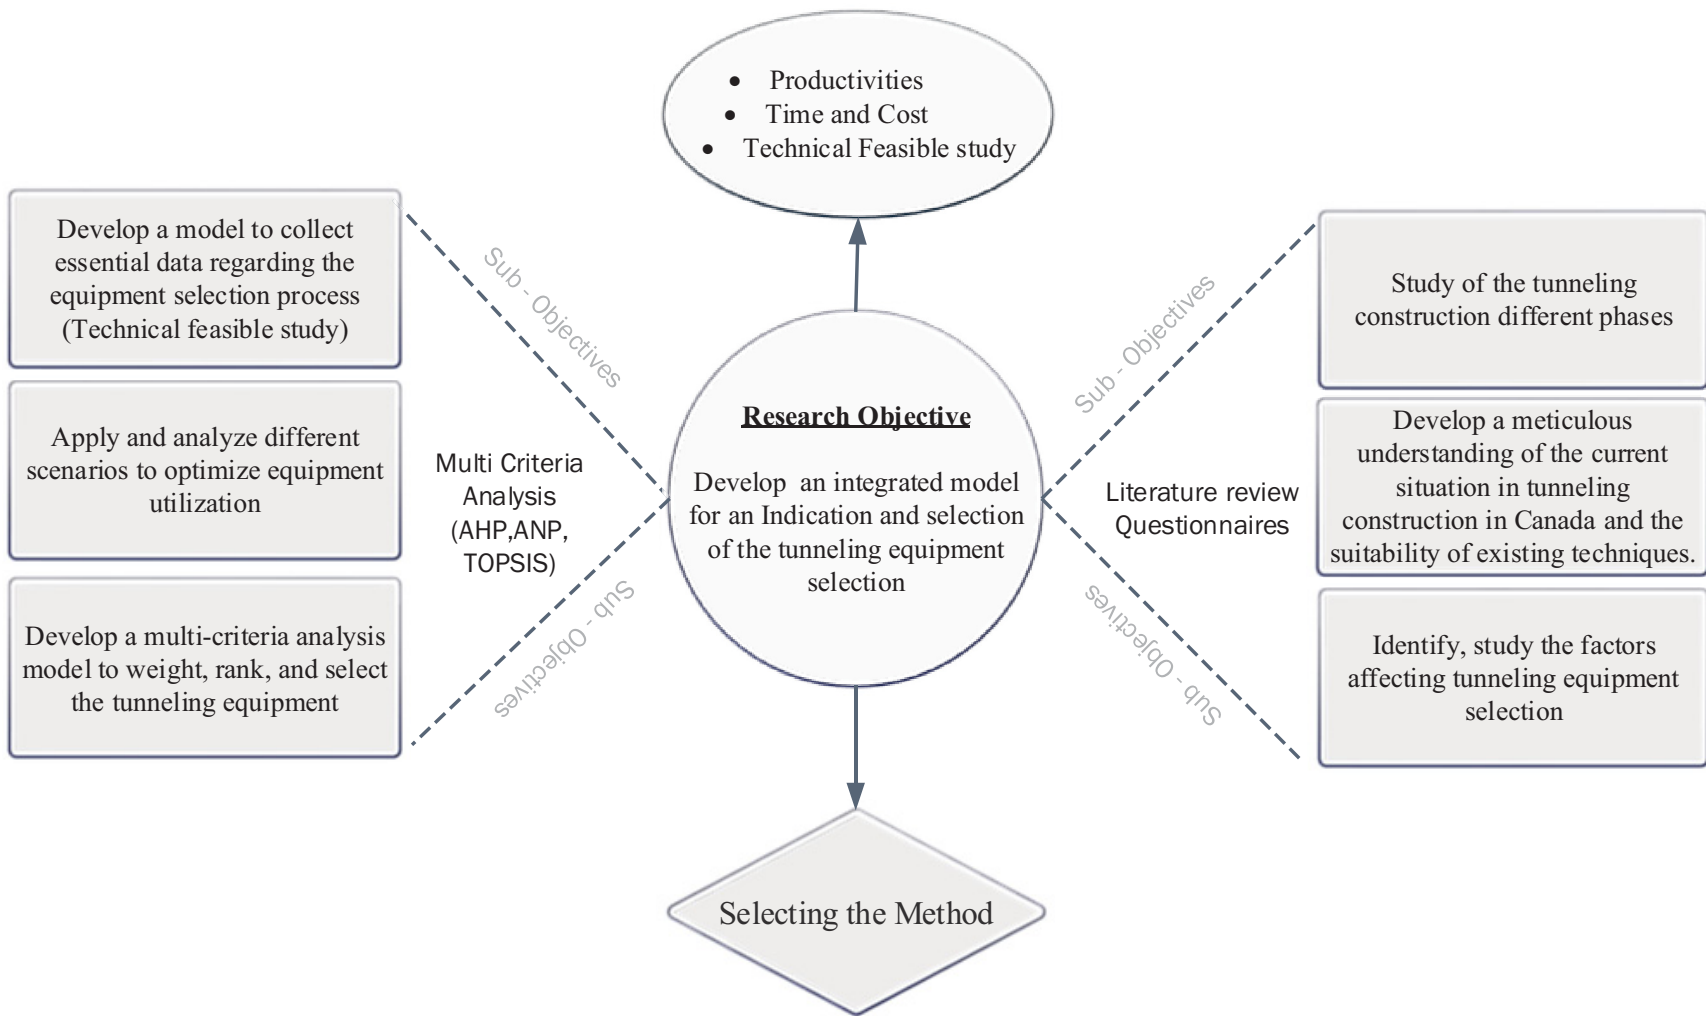 • Productivities
• Time and Cost
• Technical Feasible study
Develop a model to collect
essential data regarding the
equipment selection process
(Technical feasible study)
Apply and analyze different
scenarios to optimize equipment
utilization
Develop a multi-criteria analysis
model to weight, rank, and select
the tunneling equipment
Sub - Objectives
Multi Criteria
Analysis
(AHP,ANP,
TOPSIS)
Sub - Objectives
Research Objective
Develop an integrated model
for an Indication and selection
of the tunneling equipment
selection
Sub - Objectives
Literature review
Questionnaires
Sub - Objectives
Study of the tunneling
construction different phases
Develop a meticulous
understanding of the current
situation in tunneling
construction in Canada and the
suitability of existing techniques.
Identify, study the factors
affecting tunneling equipment
selection
Selecting the Method